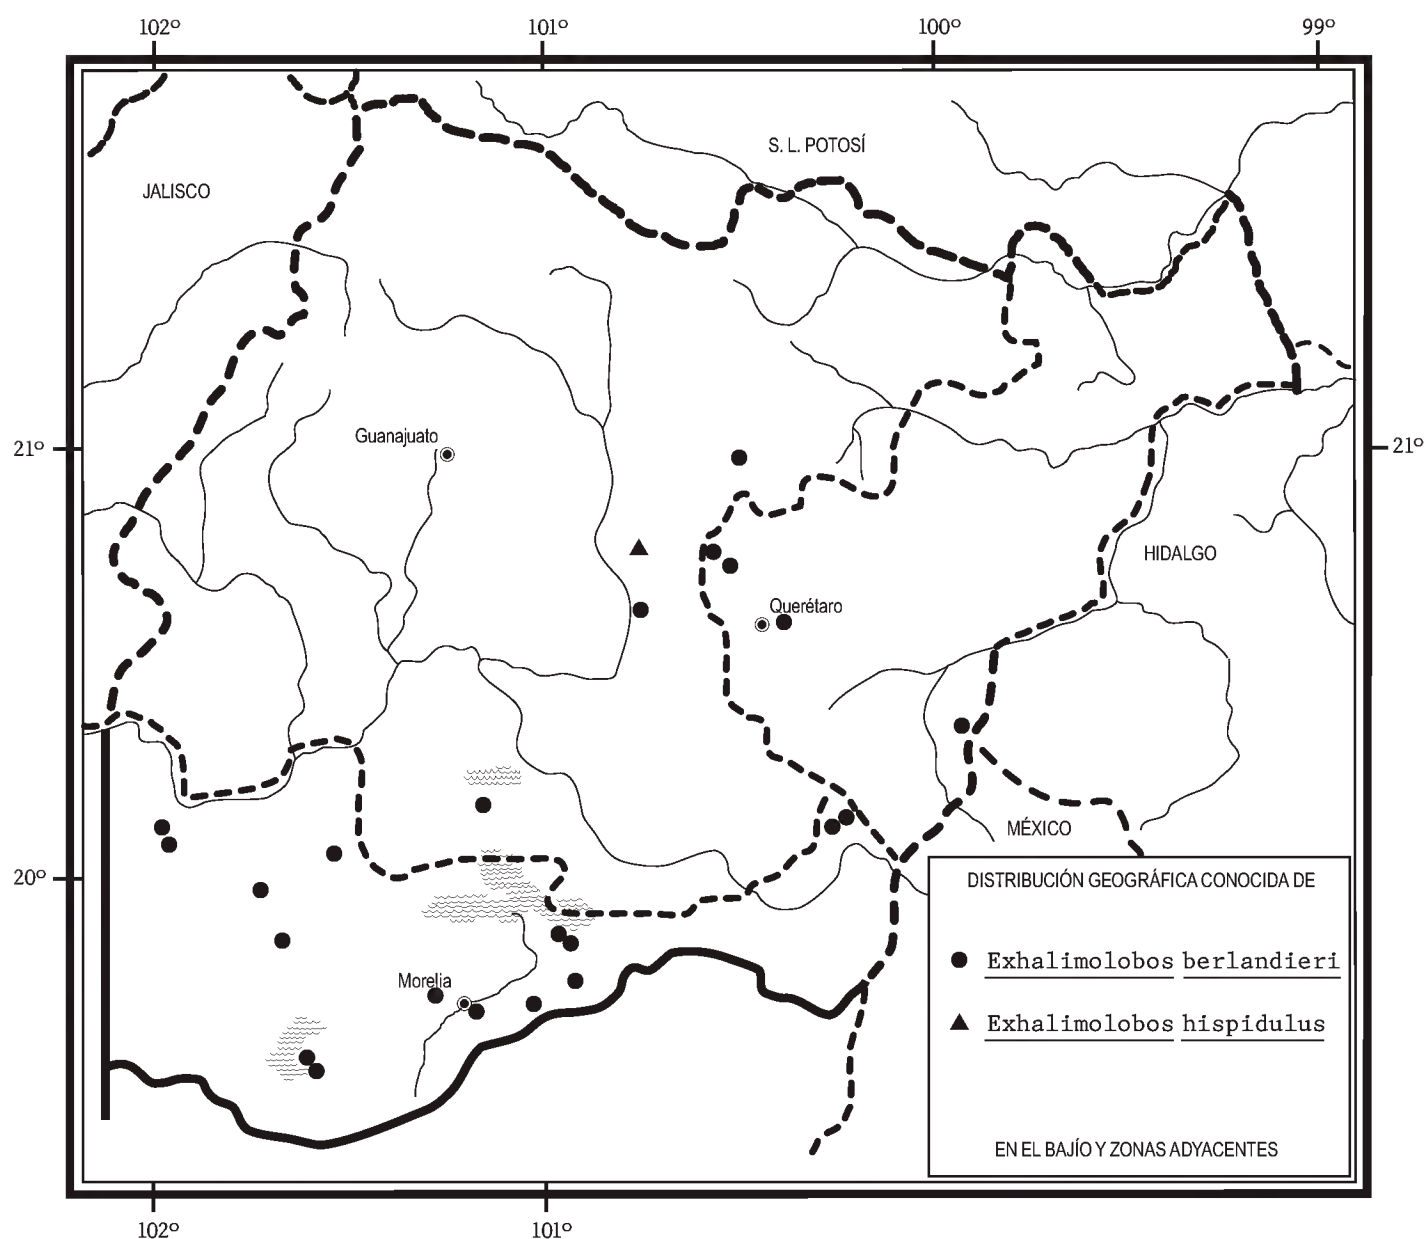 102º 101º 100º 99º
S. L. POTOSÍ
JALISCO
Guanajuato
21º
21º
HIDALGO
Querétaro
MÉXICO
20º
DISTRIBUCIÓN GEOGRÁFICA CONOCIDA DE
Exhalimolobos berlandieri
Morelia
Exhalimolobos hispidulus
EN EL BAJÍO Y ZONAS ADYACENTES
102º 101º